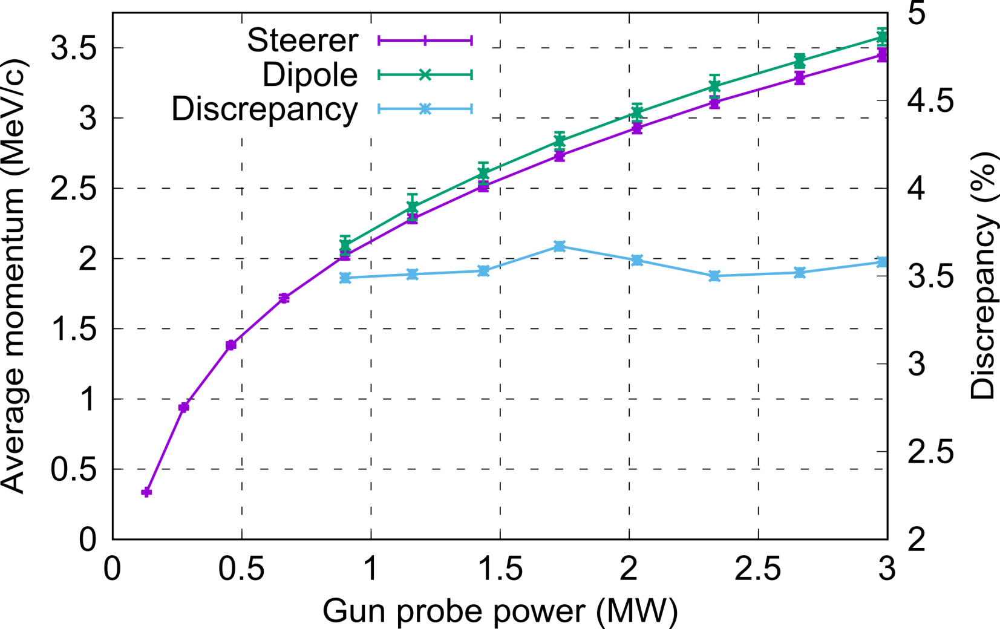 Steerer
Dipole
Discrepancy
Average momentum (MeV/c)
3.5
3
2.5
2
1.5
1
0.5
0
5
4.5
4
3.5
3
2.5
2
Discrepancy (%)
0 0.5 1 1.5 2 2.5 3
Gun probe power (MW)